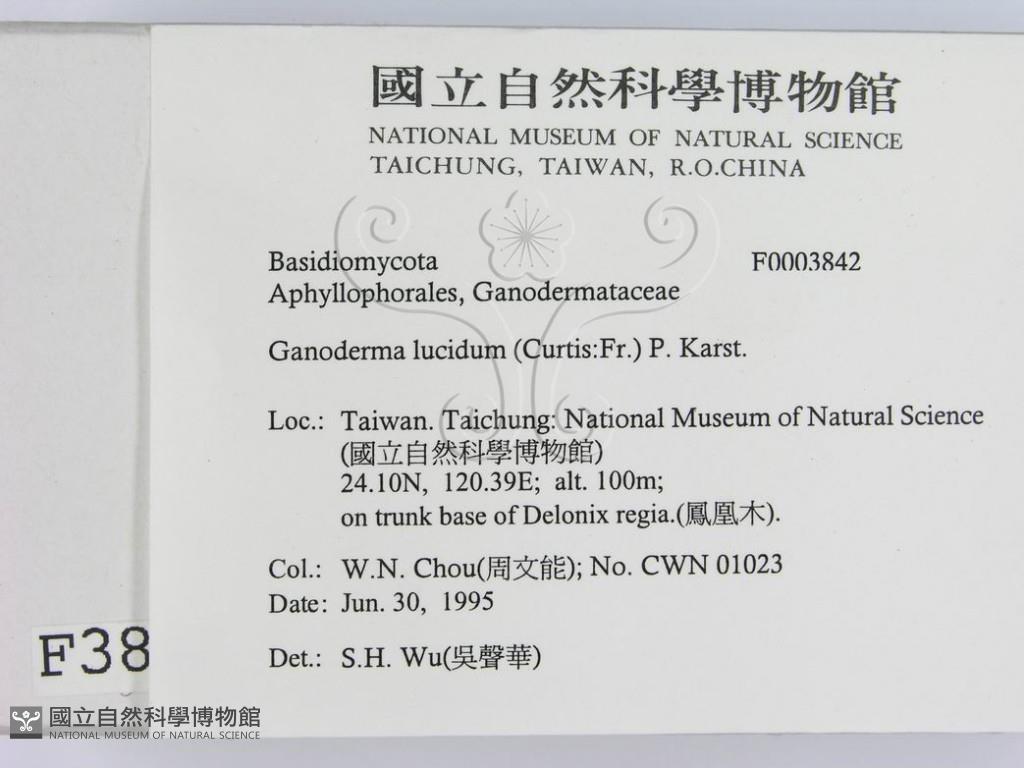 國立自然科學博物館
NATIONAL MUSEUM OF NATURAL SCIENCE
TAICHUNG, TAIWAN, R.O.CHINA
Basidiomycota F0003842
Aphyllophorales, Ganodermataceae
Ganoderma lucidum (Curtis:Fr.) P. Karst.
Loc.: Taiwan. Taichung: National Museum of Natural Science
(國立自然科學博物館)
24.10N, 120.39E; alt. 100m;
on trunk base of Delonix regia.(鳳凰木).
Col.: W.N. Chou(周文能); No. CWN 01023
Date: Jun. 30, 1995
Det.: S.H. Wu(吳聲華)
F38
國立自然科學博物館
NATIONAL MUSEUM OF NATURAL SCIENCE